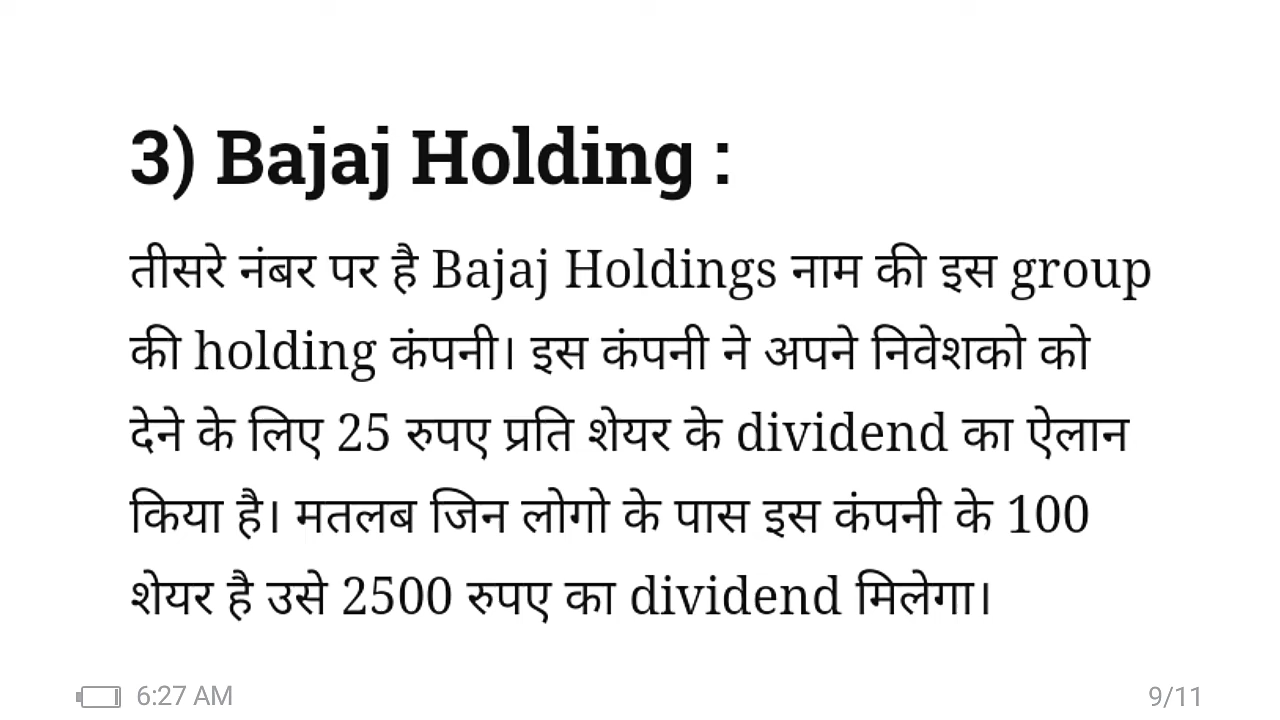 3) Bajaj Holding :
तीसरे नंबर पर है Bajaj Holdings नाम की इस group
की holding कंपनी। इस कंपनी ने अपने निवेशको को
देने के लिए 25 रुपए प्रति शेयर के dividend का ऐलान
किया है। मतलब जिन लोगो के पास इस कंपनी के 100
शेयर है उसे 2500 रुपए का dividend मिलेगा।
6:27 AM
9/11